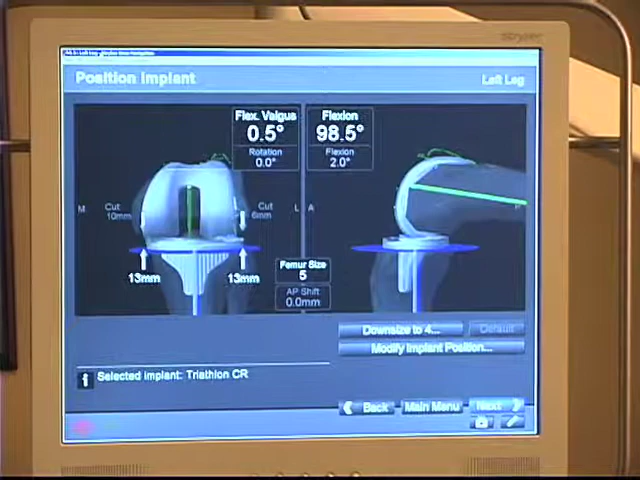 stryker
Position Implant
Left Leg
Flex. Valgus
0.5°
Rotation
0.0°
Flexion
98.5°
Flexion
2.0°
M
Cut
10mm
Cut
6mm
L
A
P
13mm
13mm
Femur Size
5
AP Shift
0.0mm
Downsize to 4...
Default
Modify Implant Position...
Selected Implant: Triathlon CR
Back
Main Menu
Next